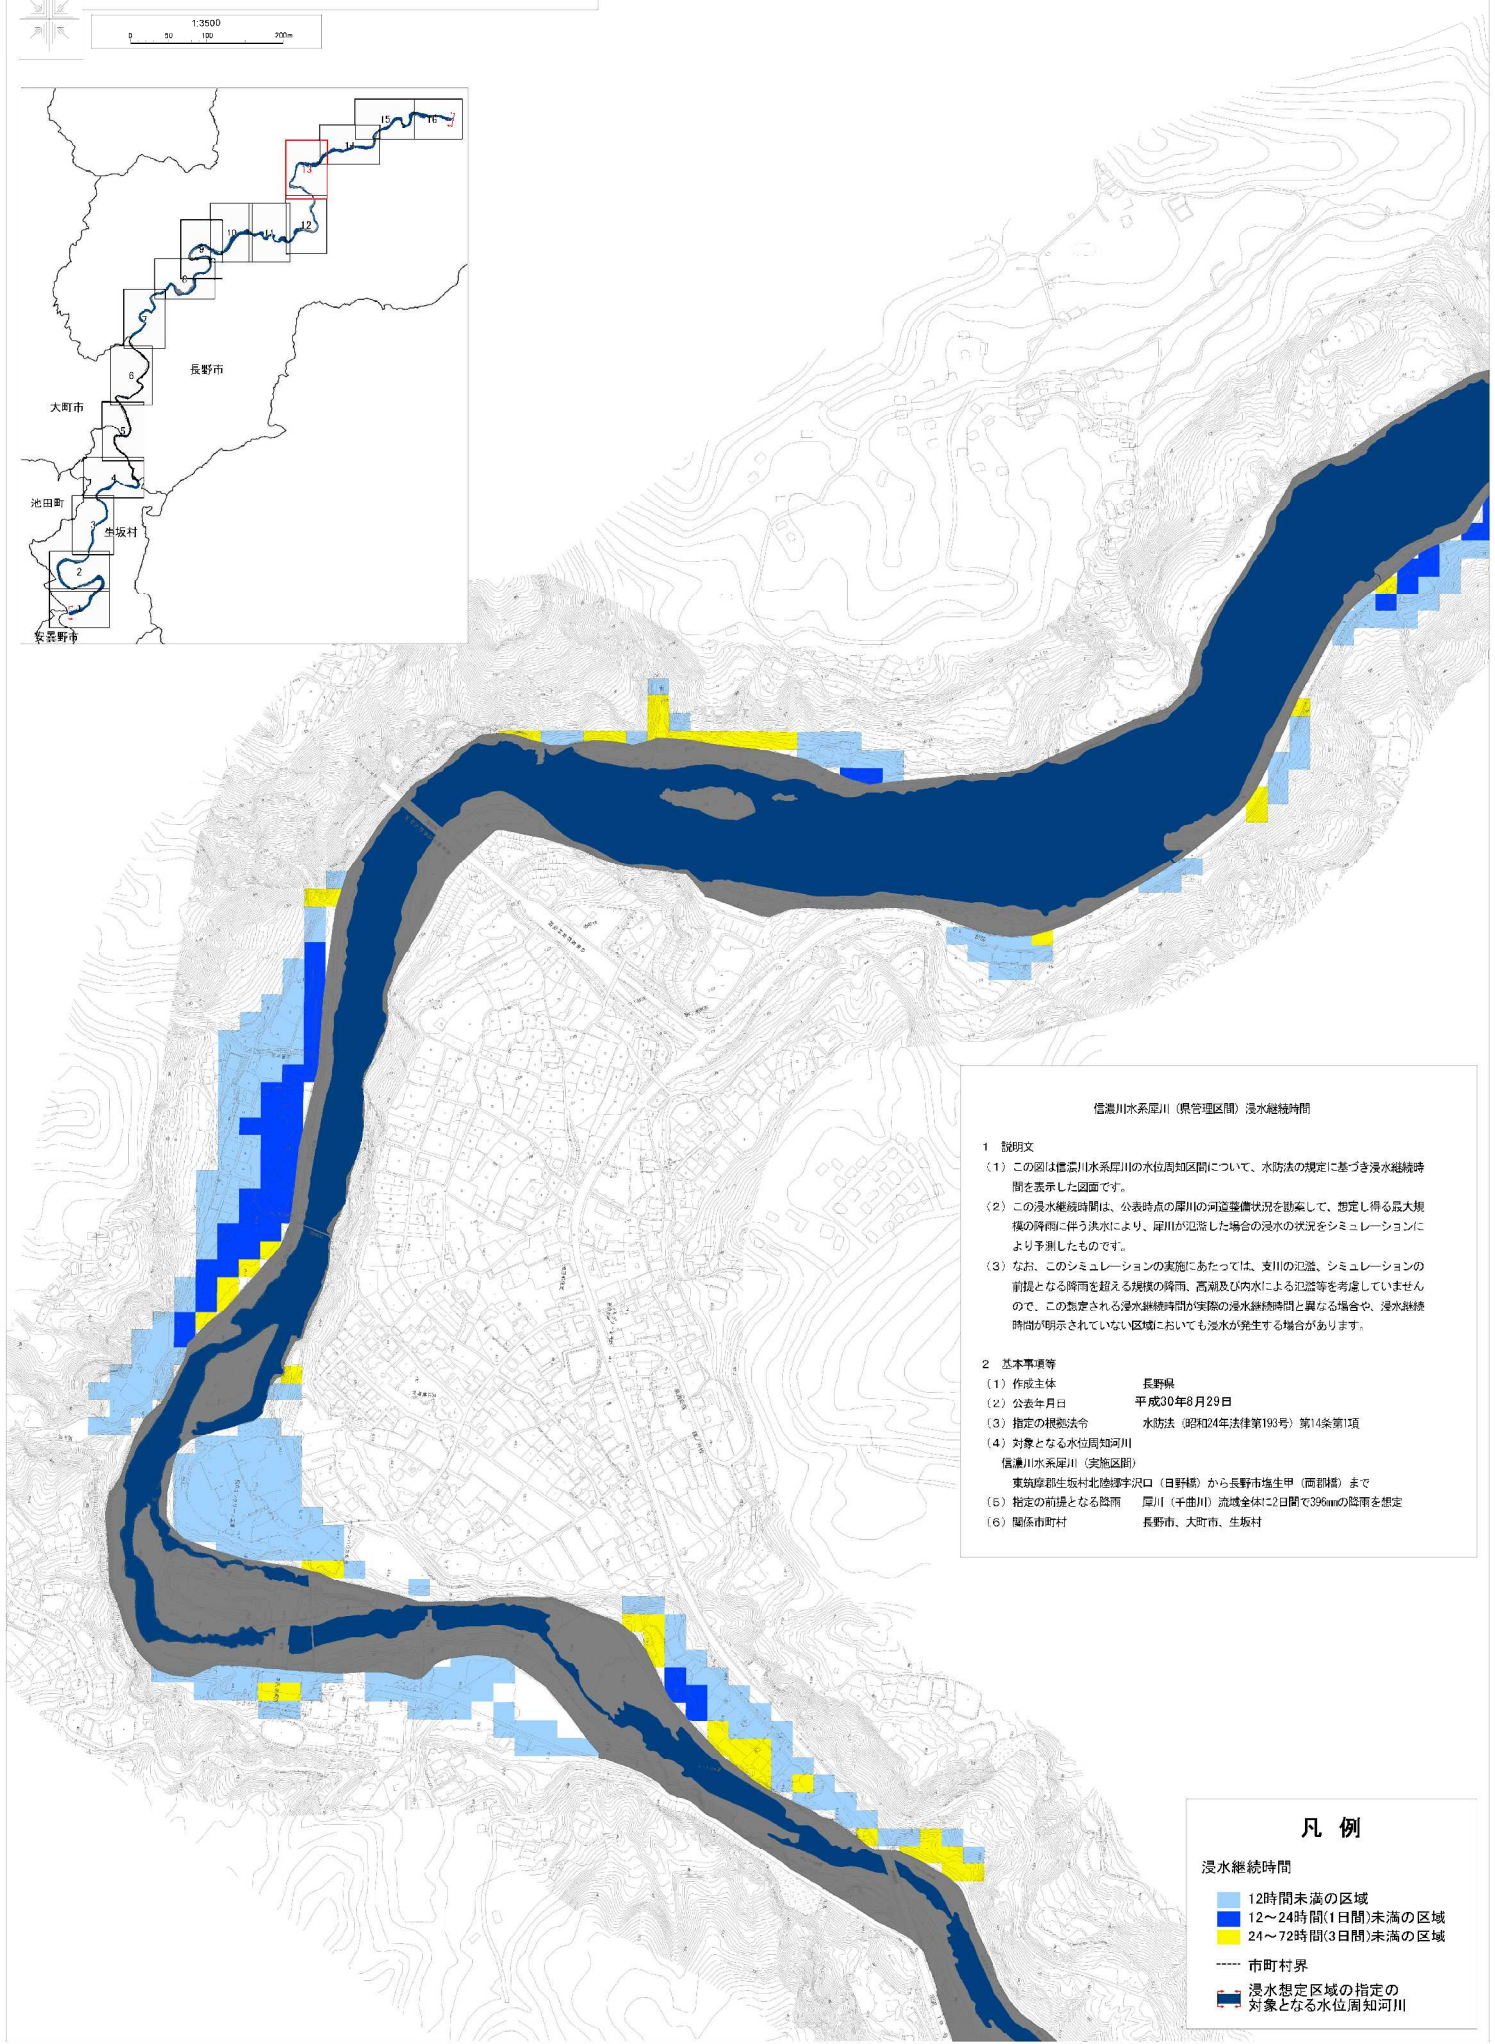 1:3500
0 50 100 200m
15
16
14
13
12
10
11
9
8
7
長野市
6
大町市
5
4
池田町
3
生坂村
2
1
安曇野市
信濃川水系犀川（県管理区間）浸水継続時間
1 説明文
（1）この図は信濃川水系犀川の水位周知区間について、水防法の規定に基づき浸水継続時
間を表示した図面です。
（2）この浸水継続時間は、公表時点の犀川の河道整備状況を勘案して、想定し得る最大規
模の降雨に伴う洪水により、犀川が氾濫した場合の浸水の状況をシミュレーションに
より予測したものです。
（3）なお、このシミュレーションの実施にあたっては、支川の氾濫、シミュレーションの
前提となる降雨を超える規模の降雨、高潮及び内水による氾濫等を考慮していません
ので、この想定される浸水継続時間が実際の浸水継続時間と異なる場合や、浸水継続
時間が明示されていない区域においても浸水が発生する場合があります。
2 基本事項等
（1）作成主体 長野県
（2）公表年月日 平成30年8月29日
（3）指定の根拠法令 水防法（昭和24年法律第193号）第14条第1項
（4）対象となる水位周知河川
信濃川水系犀川（実施区間）
東筑摩郡生坂村北陸郷字沢口（日野橋）から長野市塩生甲（両郡橋）まで
（5）指定の前提となる降雨 犀川（千曲川）流域全体に2日間で396mmの降雨を想定
（6）関係市町村 長野市、大町市、生坂村
凡 例
浸水継続時間
12時間未満の区域
12～24時間(1日間)未満の区域
24～72時間(3日間)未満の区域
市町村界
浸水想定区域の指定の
対象となる水位周知河川